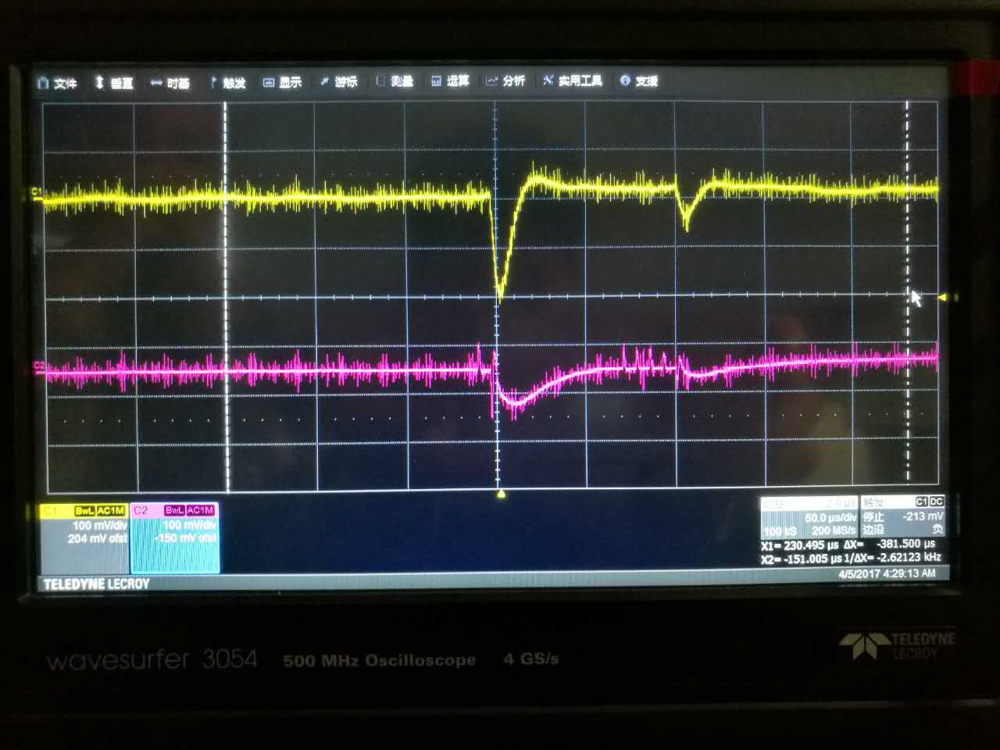 文件 垂直 时基 触发 显示 游标 测量 运算 分析 实用工具 支援
C1
C2
C1 BwL AC1M
100 mV/div
204 mV ofst
C2 BwL AC1M
100 mV/div
-150 mV ofst
50.0 µs/div
100 kS 200 MS/s
触发 C1 DC
停止 -213 mV
边沿 负
X1= 230.495 µs ΔX= -381.500 µs
X2= -151.005 µs 1/ΔX= -2.62123 kHz
TELEDYNE LECROY
4/5/2017 4:29:13 AM
wavesurfer 3054 500 MHz Oscilloscope 4 GS/s
TELEDYNE
LECROY